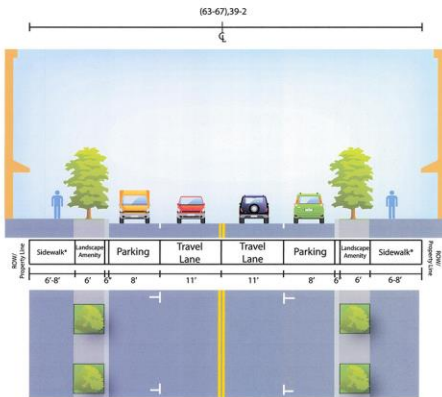 (63-67),39-2
℄
ROW/
Property Line
Sidewalk*
Landscape
Amenity
Parking
Travel
Lane
Travel
Lane
Parking
Landscape
Amenity
Sidewalk*
ROW/
Property Line
6'-8'
6'
6"
8'
11'
11'
8'
6"
6'
6-8'